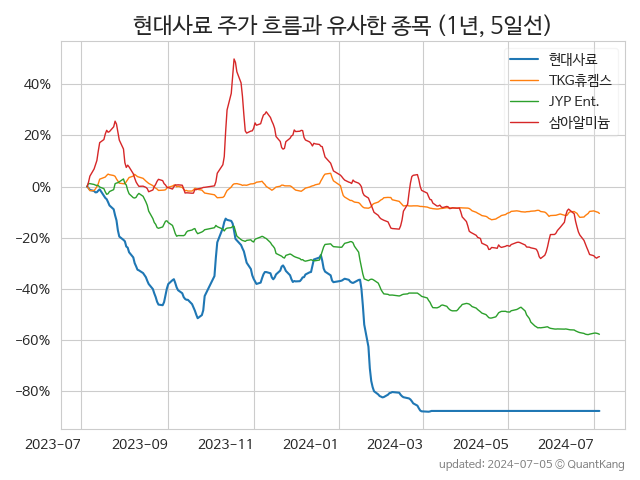 현대사료 주가 흐름과 유사한 종목 (1년, 5일선)
현대사료
TKG휴켐스
JYP Ent.
삼아알미늄
40%
20%
0%
−20%
−40%
−60%
−80%
2023-07 2023-09 2023-11 2024-01 2024-03 2024-05 2024-07
updated: 2024-07-05 © QuantKang